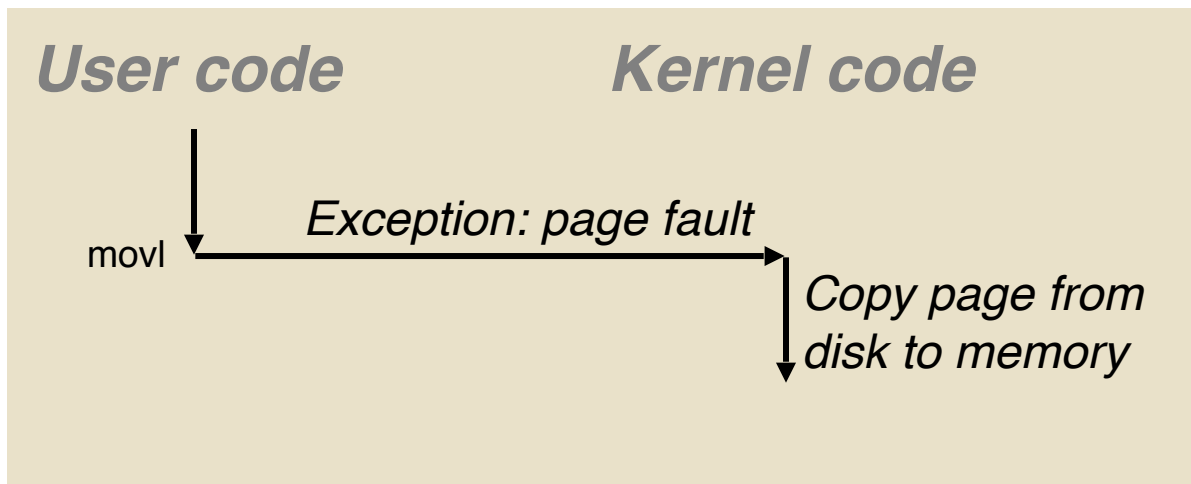 User code
Kernel code
Exception: page fault
movl
Copy page from
disk to memory